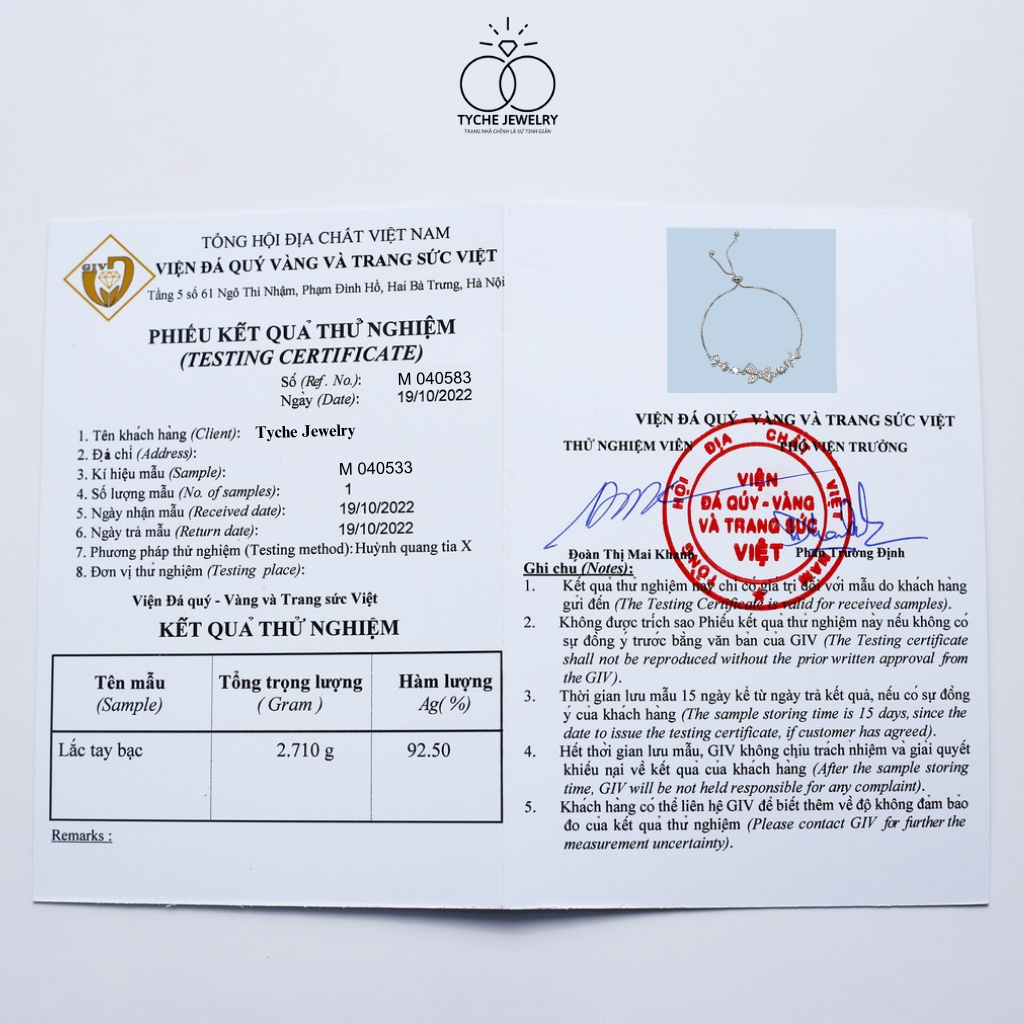 TYCHE JEWELRY
TRANG NHÃ CHÍNH LÀ SỰ TINH GIẢN
TỔNG HỘI ĐỊA CHẤT VIỆT NAM
GIV
VIỆN ĐÁ QUÝ VÀNG VÀ TRANG SỨC VIỆT
Tầng 5 số 61 Ngô Thì Nhậm, Phạm Đình Hổ, Hai Bà Trưng, Hà Nội
PHIẾU KẾT QUẢ THỬ NGHIỆM
(TESTING CERTIFICATE)
Số (Ref. No.): M 040583
Ngày (Date): 19/10/2022
1. Tên khách hàng (Client): Tyche Jewelry
2. Địa chỉ (Address):
3. Kí hiệu mẫu (Sample): M 040533
4. Số lượng mẫu (No. of samples): 1
5. Ngày nhận mẫu (Received date): 19/10/2022
6. Ngày trả mẫu (Return date): 19/10/2022
7. Phương pháp thử nghiệm (Testing method): Huỳnh quang tia X
8. Đơn vị thử nghiệm (Testing place):
Viện Đá quý - Vàng và Trang sức Việt
KẾT QUẢ THỬ NGHIỆM
Tên mẫu Tổng trọng lượng Hàm lượng
(Sample) (Gram) Ag(%)
Lắc tay bạc 2.710 g 92.50
Remarks :
VIỆN ĐÁ QUÝ - VÀNG VÀ TRANG SỨC VIỆT
THỬ NGHIỆM VIÊN PHÓ VIỆN TRƯỞNG
TỔNG HỘI ĐỊA CHẤT VIỆT NAM
VIỆN
ĐÁ QÚY - VÀNG
VÀ TRANG SỨC
VIỆT
Đoàn Thị Mai Khanh Trường Định
Ghi chú (Notes):
1. Kết quả thử nghiệm này chỉ có giá trị đối với mẫu do khách hàng
gửi đến (The Testing Certificate is valid for received samples).
2. Không được trích sao Phiếu kết quả thử nghiệm này nếu không có
sự đồng ý trước bằng văn bản của GIV (The Testing certificate
shall not be reproduced without the prior written approval from
the GIV).
3. Thời gian lưu mẫu 15 ngày kể từ ngày trả kết quả, nếu có sự đồng
ý của khách hàng (The sample storing time is 15 days, since the
date to issue the testing certificate, if customer has agreed).
4. Hết thời gian lưu mẫu, GIV không chịu trách nhiệm và giải quyết
khiếu nại về kết quả của khách hàng (After the sample storing
time, GIV will be not held responsible for any complaint).
5. Khách hàng có thể liên hệ GIV để biết thêm về độ không đảm bảo
đo của kết quả thử nghiệm (Please contact GIV for further the
measurement uncertainty).